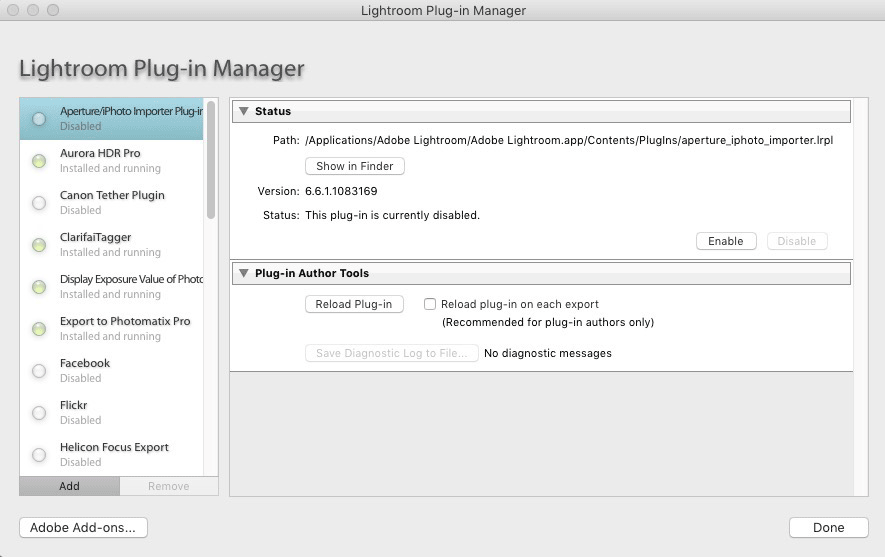 Lightroom Plug-in Manager
Lightroom Plug-in Manager
Aperture/iPhoto Importer Plug-in
Disabled
Aurora HDR Pro
Installed and running
Canon Tether Plugin
Disabled
ClarifaiTagger
Installed and running
Display Exposure Value of Photo
Installed and running
Export to Photomatix Pro
Installed and running
Facebook
Disabled
Flickr
Disabled
Helicon Focus Export
Disabled
Add
Remove
Status
Path: /Applications/Adobe Lightroom/Adobe Lightroom.app/Contents/PlugIns/aperture_iphoto_importer.lrpl
Show in Finder
Version: 6.6.1.1083169
Status: This plug-in is currently disabled.
Enable Disable
Plug-in Author Tools
Reload Plug-in Reload plug-in on each export
(Recommended for plug-in authors only)
Save Diagnostic Log to File... No diagnostic messages
Adobe Add-ons... Done